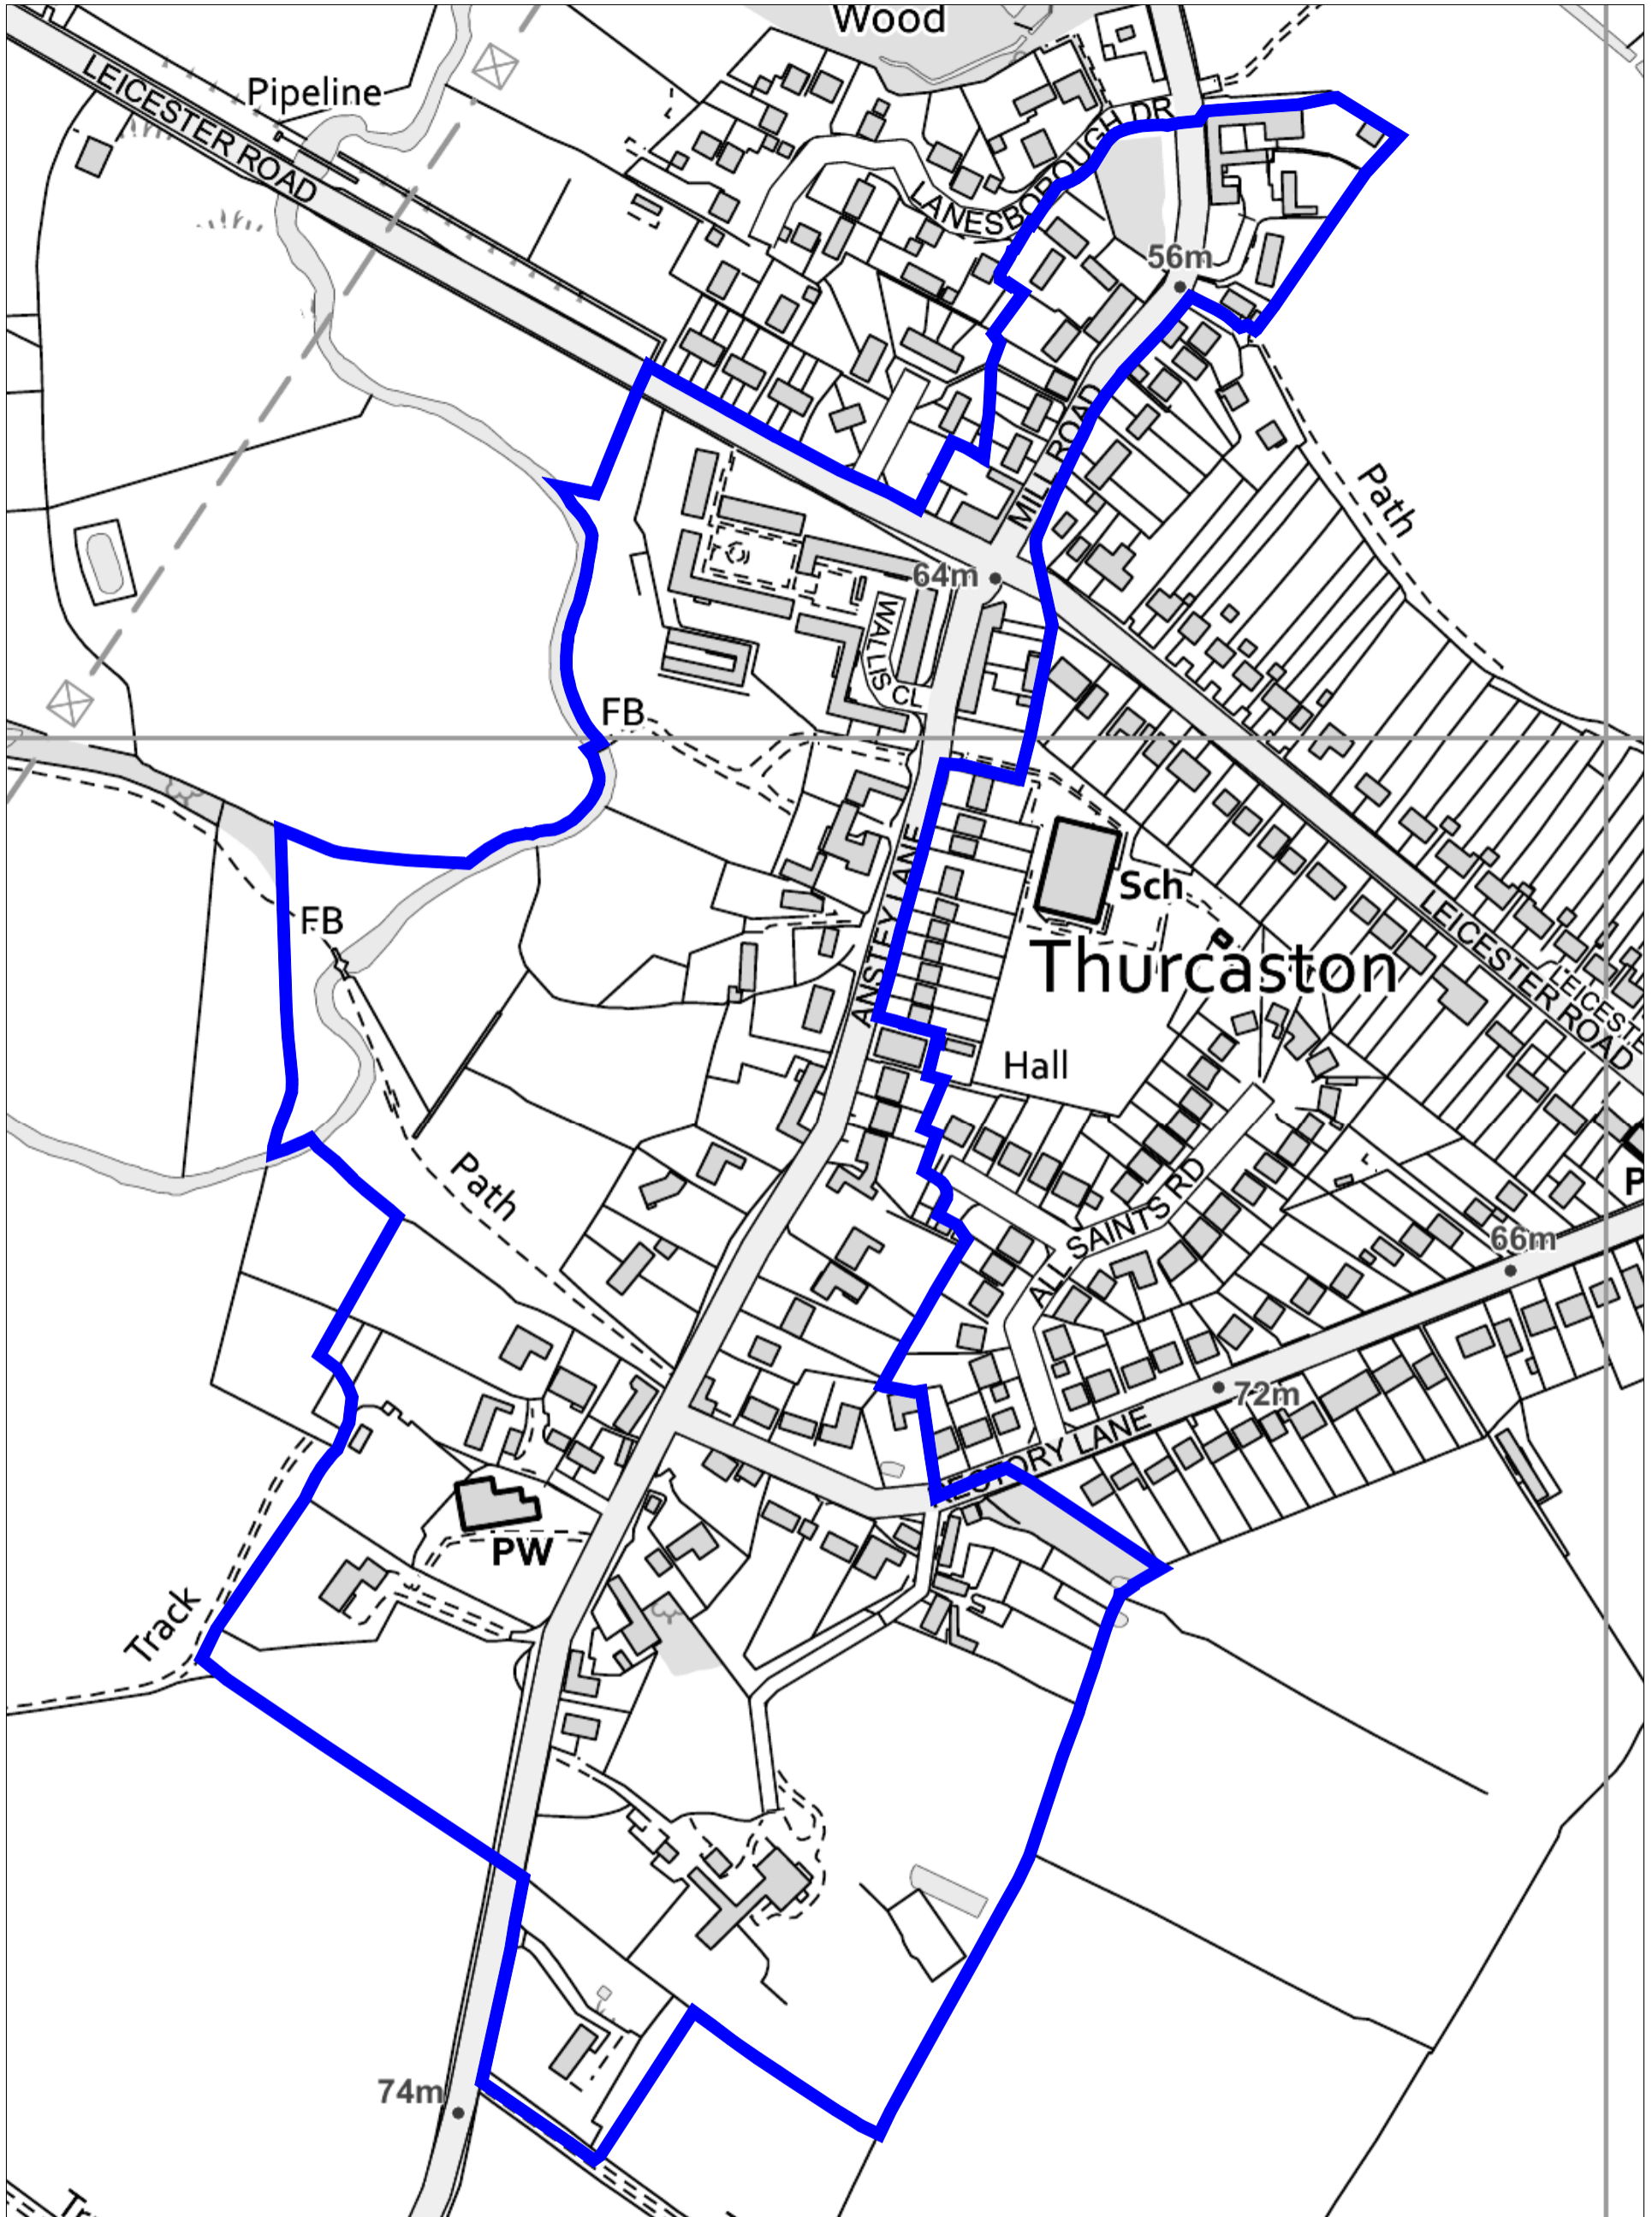 Wood
LEICESTER ROAD
Pipeline
LANESBOROUGH DR
56m
MILL ROAD
Path
64m
WALLIS CL
FB
ANSTEY LANE
Sch
FB
Thurcaston
LEICESTER ROAD
Hall
Path
ALL SAINTS RD
66m
72m
RECTORY LANE
PW
Track
74m